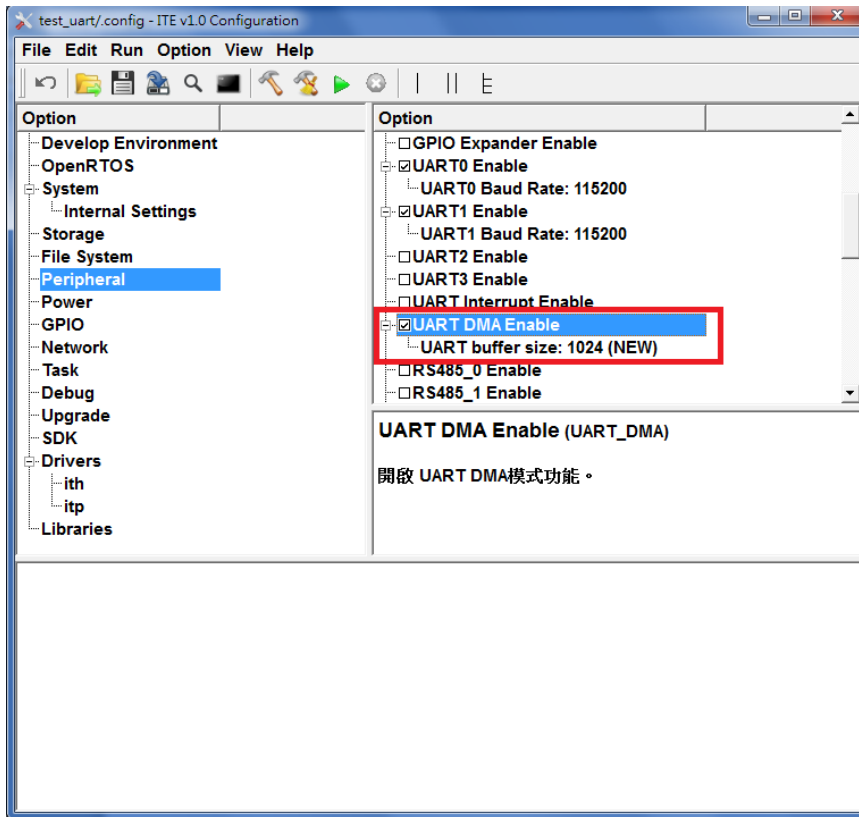 test_uart/.config - ITE v1.0 Configuration
File Edit Run Option View Help
Option
Develop Environment
OpenRTOS
System
Internal Settings
Storage
File System
Peripheral
Power
GPIO
Network
Task
Debug
Upgrade
SDK
Drivers
ith
itp
Libraries
Option
GPIO Expander Enable
UART0 Enable
UART0 Baud Rate: 115200
UART1 Enable
UART1 Baud Rate: 115200
UART2 Enable
UART3 Enable
UART Interrupt Enable
UART DMA Enable
UART buffer size: 1024 (NEW)
RS485_0 Enable
RS485_1 Enable
UART DMA Enable (UART_DMA)
開啟 UART DMA模式功能。